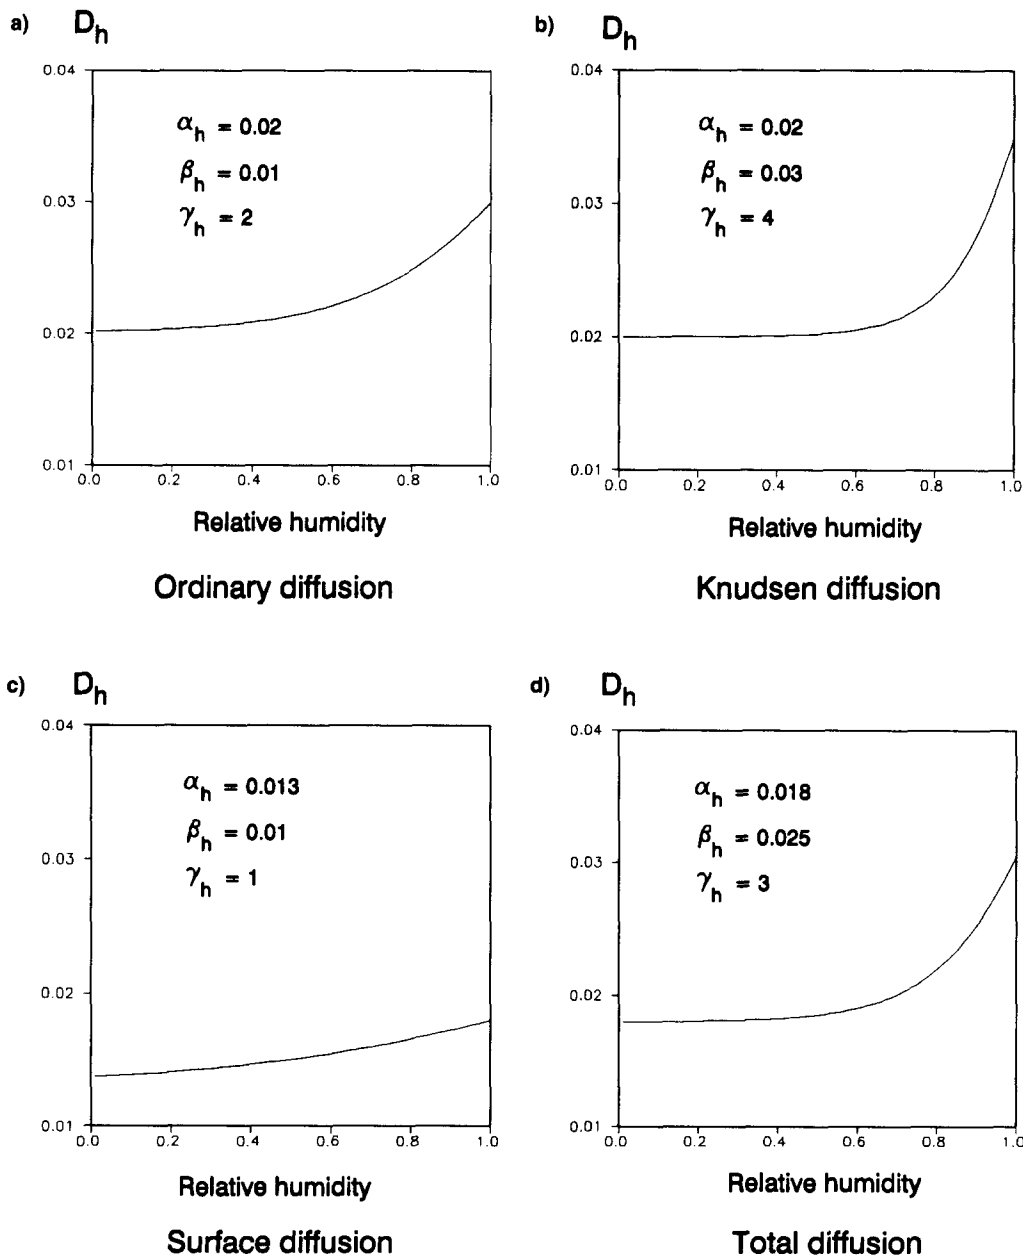 a) D_h
0.04
0.03
0.02
0.01
α_h = 0.02
β_h = 0.01
γ_h = 2
0.0 0.2 0.4 0.6 0.8 1.0
Relative humidity
Ordinary diffusion
b) D_h
0.04
0.03
0.02
0.01
α_h = 0.02
β_h = 0.03
γ_h = 4
0.0 0.2 0.4 0.6 0.8 1.0
Relative humidity
Knudsen diffusion
c) D_h
0.04
0.03
0.02
0.01
α_h = 0.013
β_h = 0.01
γ_h = 1
0.0 0.2 0.4 0.6 0.8 1.0
Relative humidity
Surface diffusion
d) D_h
0.04
0.03
0.02
0.01
α_h = 0.018
β_h = 0.025
γ_h = 3
0.0 0.2 0.4 0.6 0.8 1.0
Relative humidity
Total diffusion